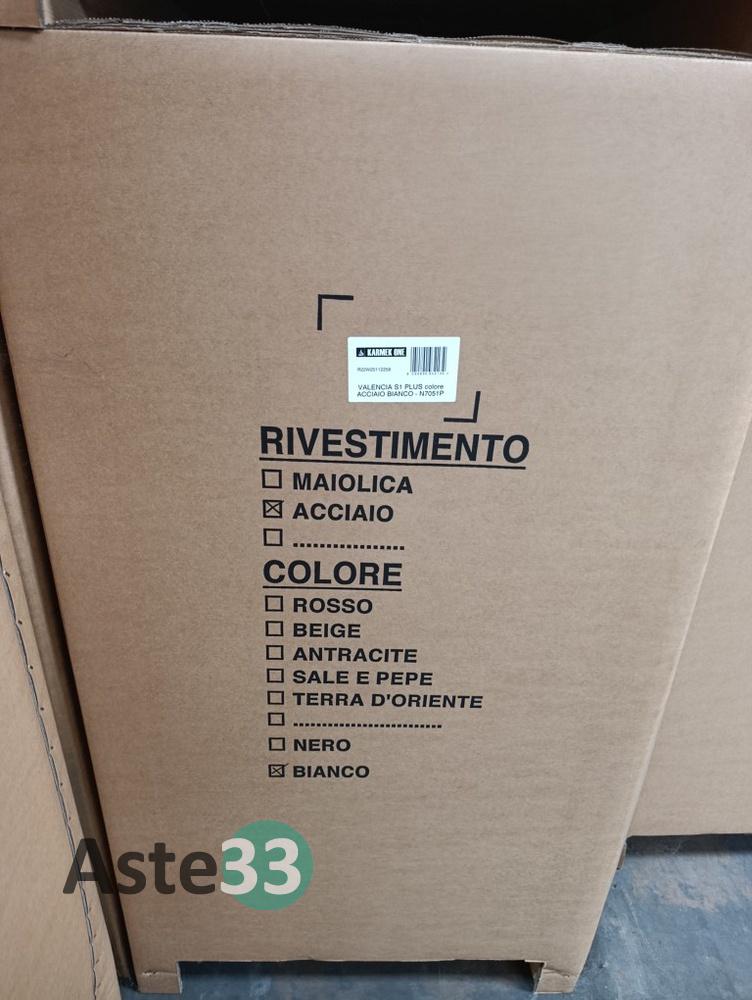 KARMEK ONE
VALENCIA S1 PLUS colore
ACCIAIO BIANCO - N7051P
RIVESTIMENTO
MAIOLICA
ACCIAIO
.................
COLORE
ROSSO
BEIGE
ANTRACITE
SALE E PEPE
TERRA D'ORIENTE
..........................
NERO
BIANCO
Aste33